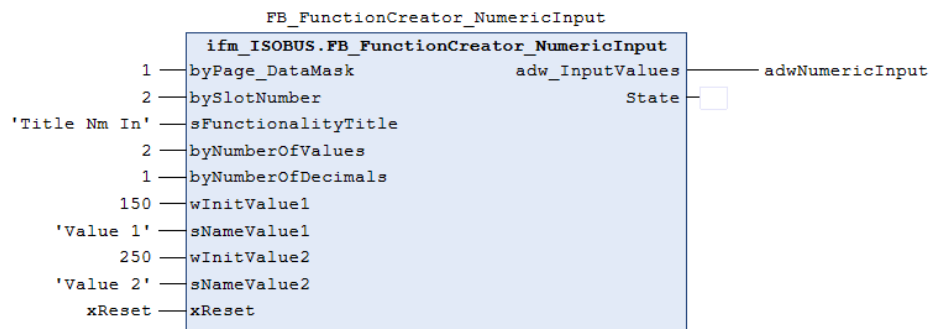 FB_FunctionCreator_NumericInput
ifm_ISOBUS.FB_FunctionCreator_NumericInput
1 byPage_DataMask adw_InputValues adwNumericInput
2 bySlotNumber State
'Title Nm In' sFunctionalityTitle
2 byNumberOfValues
1 byNumberOfDecimals
150 wInitValue1
'Value 1' sNameValue1
250 wInitValue2
'Value 2' sNameValue2
xReset xReset